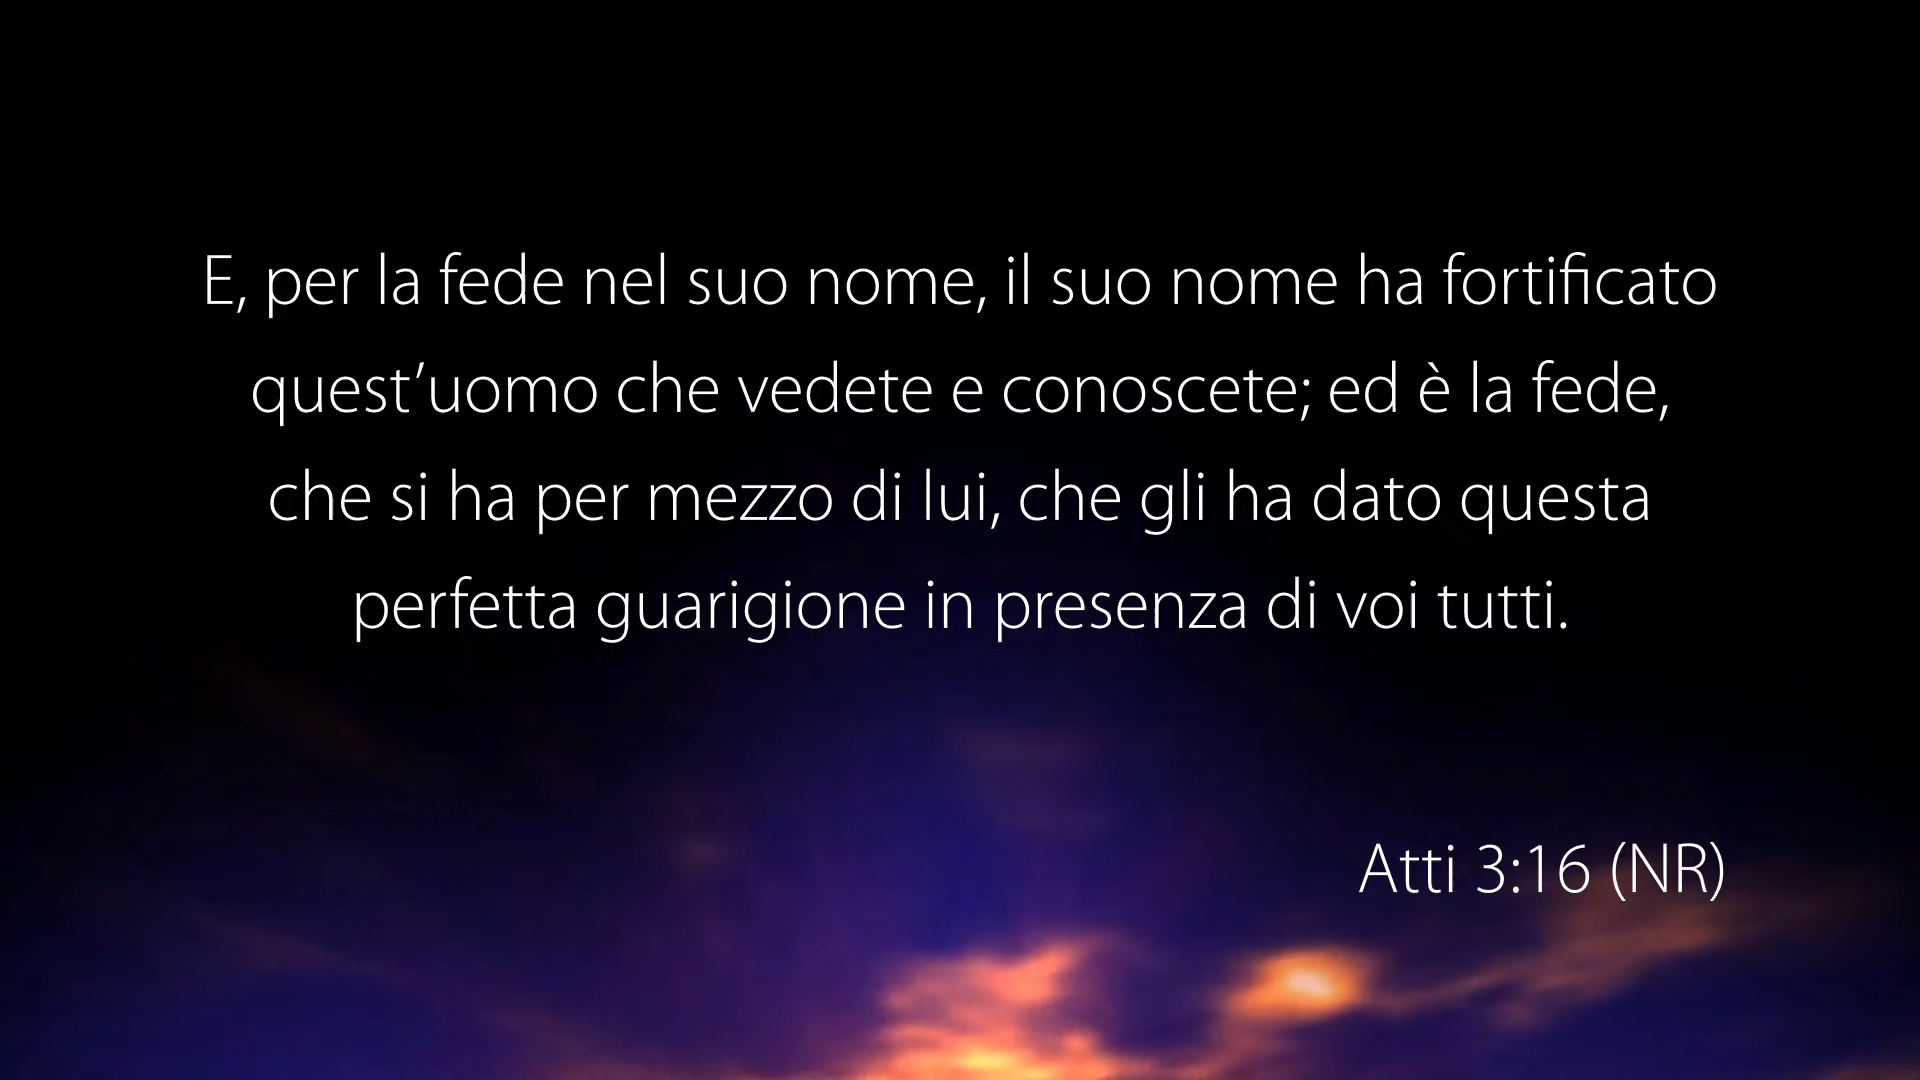 E, per la fede nel suo nome, il suo nome ha fortificato
quest’uomo che vedete e conoscete; ed è la fede,
che si ha per mezzo di lui, che gli ha dato questa
perfetta guarigione in presenza di voi tutti.
Atti 3:16 (NR)